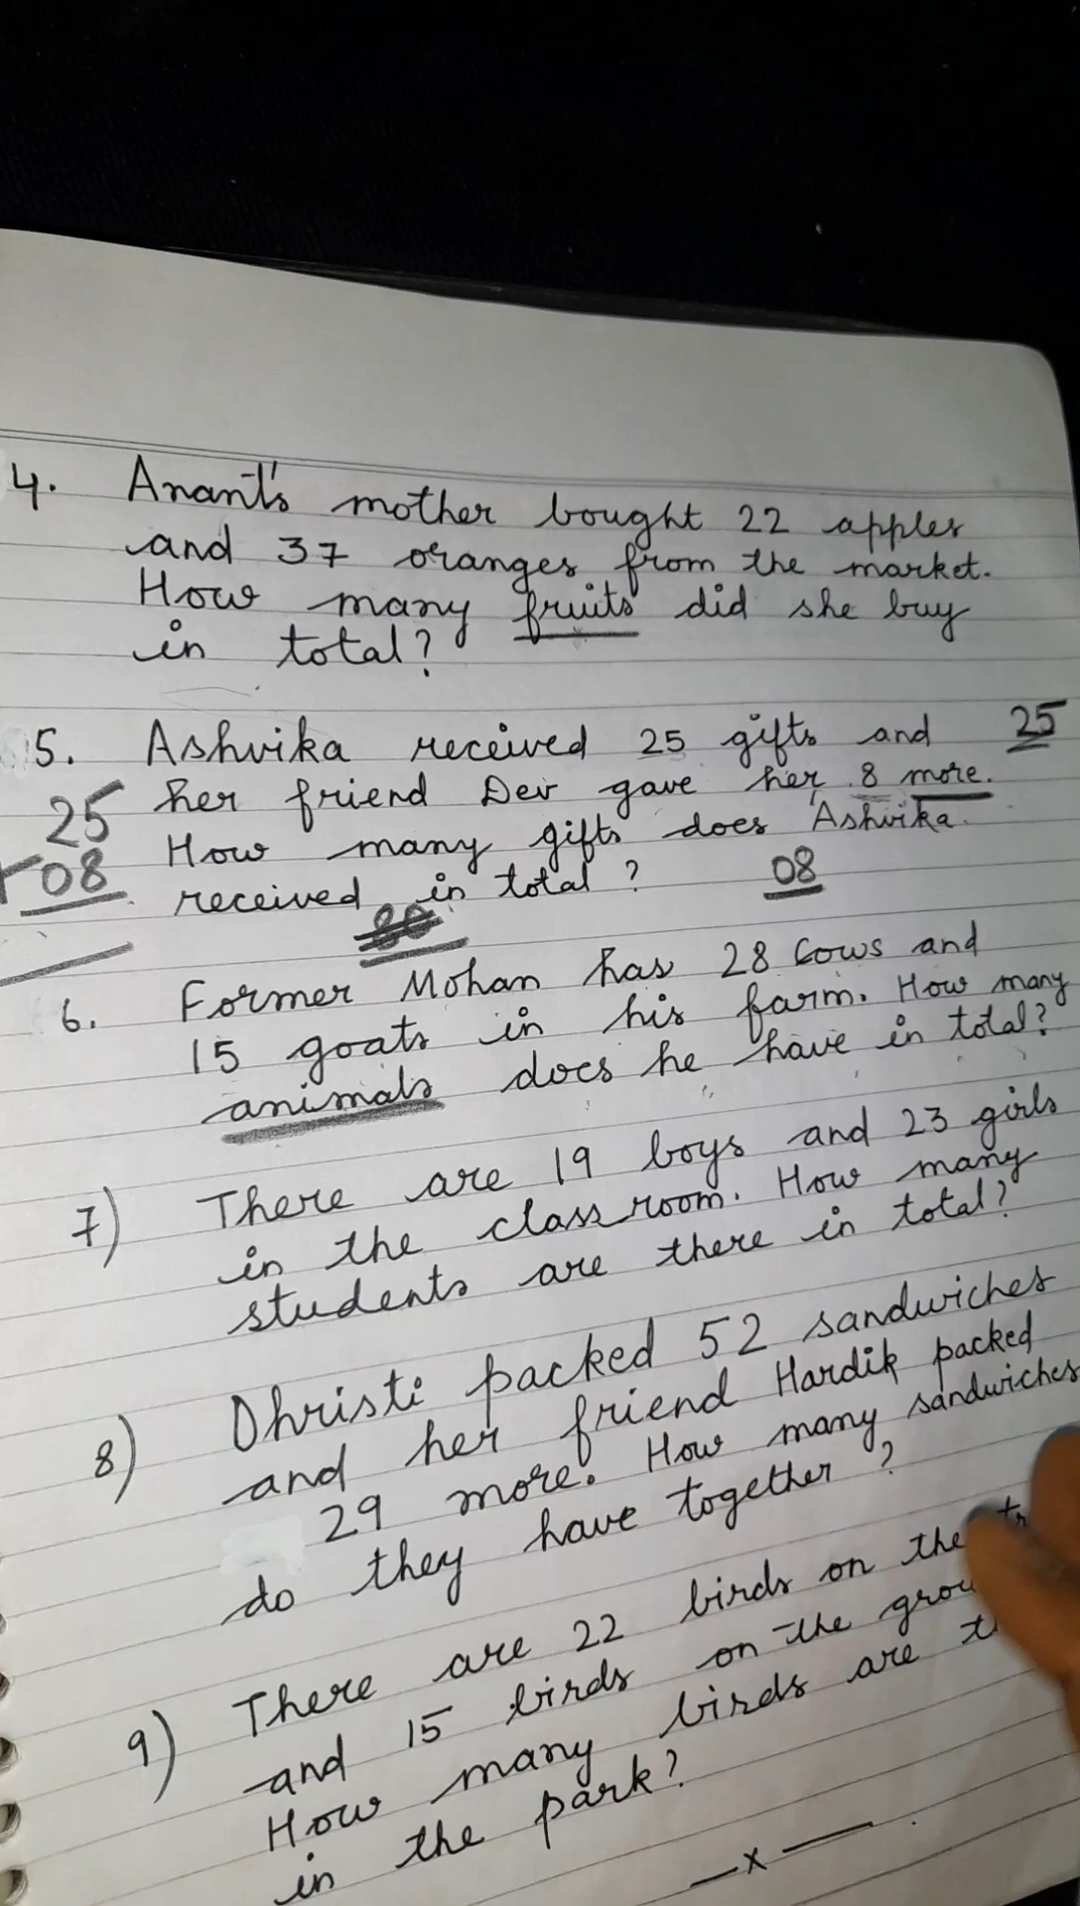 4. Anant's mother bought 22 apples
and 37 oranges from the market.
How many fruits did she buy
in total?
5. Ashvika received 25 gifts and 25
her friend Dev gave her 8 more.
25
How many gifts does Ashvika
+08
received in total? 08
6. Former Mohan has 28 Cows and
15 goats in his farm. How many
animals does he have in total?
7) There are 19 boys and 23 girls
in the classroom. How many
students are there in total?
8) Dhristi packed 52 sandwiches
and her friend Hardik packed
29 more. How many sandwiches
do they have together?
9) There are 22 birds on the
and 15 birds on the
How many birds are
in the park?
—x—